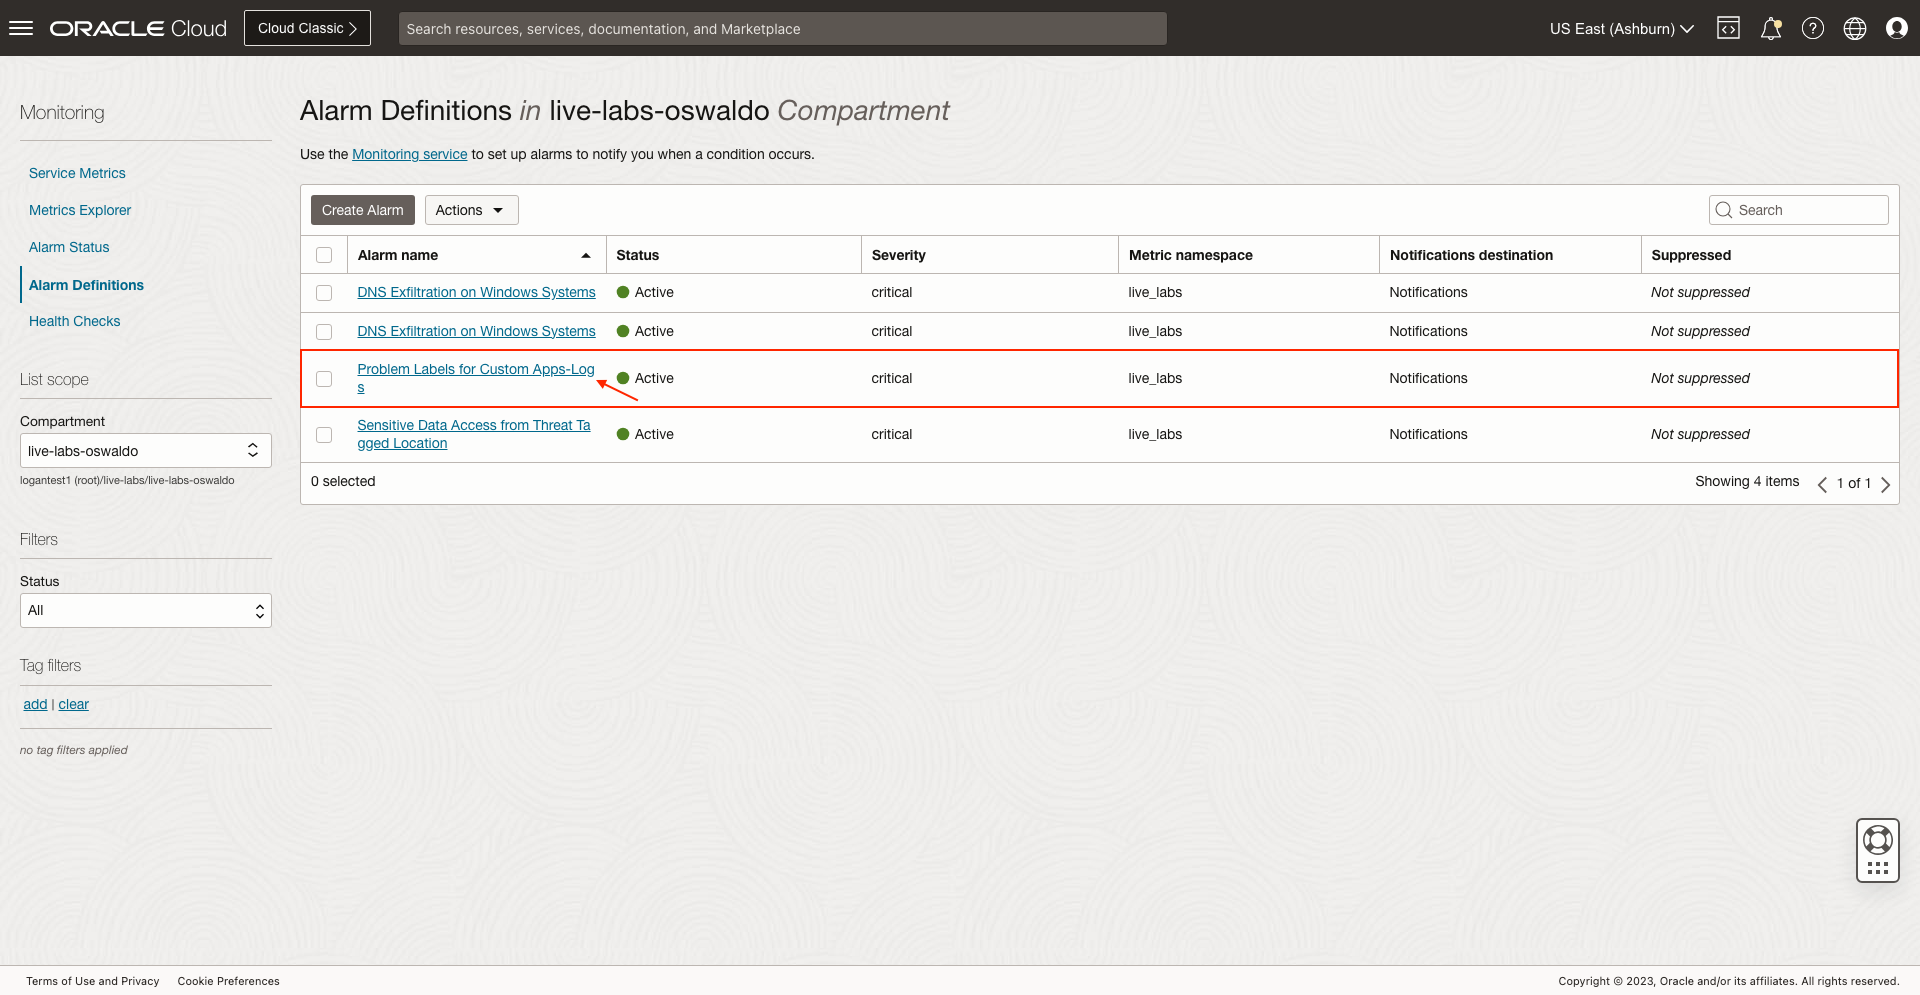 ORACLE Cloud
Cloud Classic
Search resources, services, documentation, and Marketplace
US East (Ashburn)
Monitoring
Service Metrics
Metrics Explorer
Alarm Status
Alarm Definitions
Health Checks
List scope
Compartment
live-labs-oswaldo
logantest1 (root)/live-labs/live-labs-oswaldo
Filters
Status
All
Tag filters
add | clear
no tag filters applied
Alarm Definitions in live-labs-oswaldo Compartment
Use the Monitoring service to set up alarms to notify you when a condition occurs.
Create Alarm
Actions
Search
Alarm name Status Severity Metric namespace Notifications destination Suppressed
DNS Exfiltration on Windows Systems Active critical live_labs Notifications Not suppressed
DNS Exfiltration on Windows Systems Active critical live_labs Notifications Not suppressed
Problem Labels for Custom Apps-Log
s
Active critical live_labs Notifications Not suppressed
Sensitive Data Access from Threat Ta
gged Location
Active critical live_labs Notifications Not suppressed
0 selected
Showing 4 items
1 of 1
Terms of Use and Privacy
Cookie Preferences
Copyright © 2023, Oracle and/or its affiliates. All rights reserved.